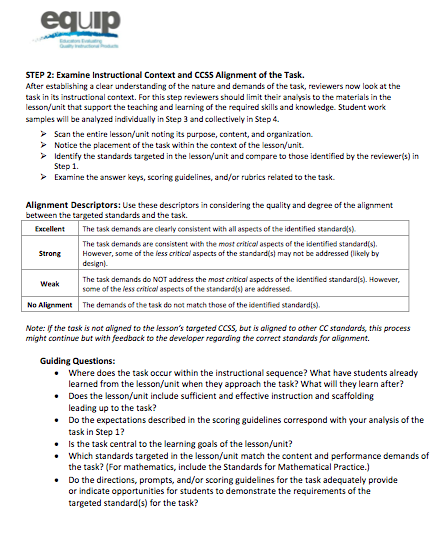 equip
Educators Evaluating
Quality Instructional Products
STEP 2: Examine Instructional Context and CCSS Alignment of the Task.
After establishing a clear understanding of the nature and demands of the task, reviewers now look at the
task in its instructional context. For this step reviewers should limit their analysis to the materials in the
lesson/unit that support the teaching and learning of the required skills and knowledge. Student work
samples will be analyzed individually in Step 3 and collectively in Step 4.
➢ Scan the entire lesson/unit noting its purpose, content, and organization.
➢ Notice the placement of the task within the context of the lesson/unit.
➢ Identify the standards targeted in the lesson/unit and compare to those identified by the reviewer(s) in
Step 1.
➢ Examine the answer keys, scoring guidelines, and/or rubrics related to the task.
Alignment Descriptors: Use these descriptors in considering the quality and degree of the alignment
between the targeted standards and the task.
Excellent The task demands are clearly consistent with all aspects of the identified standard(s).
Strong The task demands are consistent with the most critical aspects of the identified standard(s).
However, some of the less critical aspects of the standard(s) may not be addressed (likely by
design).
Weak The task demands do NOT address the most critical aspects of the identified standard(s). However,
some of the less critical aspects of the standard(s) are addressed.
No Alignment The demands of the task do not match those of the identified standard(s).
Note: If the task is not aligned to the lesson's targeted CCSS, but is aligned to other CC standards, this process
might continue but with feedback to the developer regarding the correct standards for alignment.
Guiding Questions:
• Where does the task occur within the instructional sequence? What have students already
learned from the lesson/unit when they approach the task? What will they learn after?
• Does the lesson/unit include sufficient and effective instruction and scaffolding
leading up to the task?
• Do the expectations described in the scoring guidelines correspond with your analysis of the
task in Step 1?
• Is the task central to the learning goals of the lesson/unit?
• Which standards targeted in the lesson/unit match the content and performance demands of
the task? (For mathematics, include the Standards for Mathematical Practice.)
• Do the directions, prompts, and/or scoring guidelines for the task adequately provide
or indicate opportunities for students to demonstrate the requirements of the
targeted standard(s) for the task?